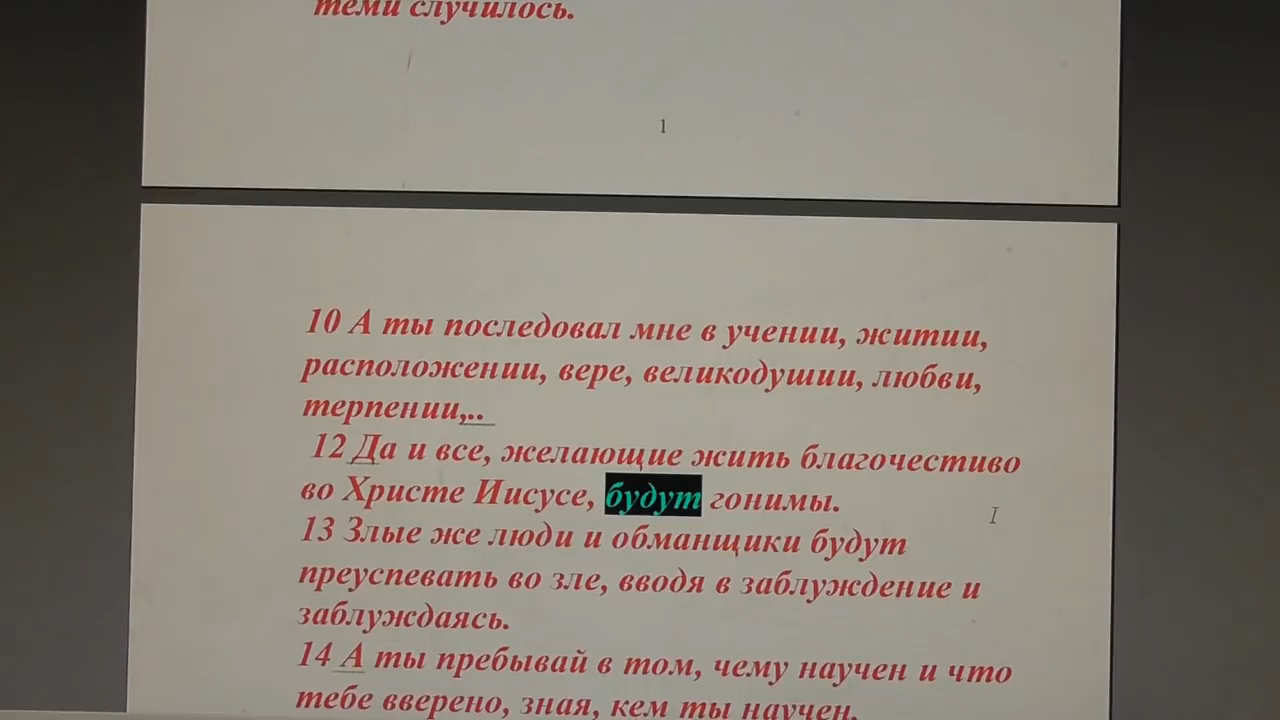 теми случилось.
1
10 А ты последовал мне в учении, житии,
расположении, вере, великодушии, любви,
терпении,..
12 Да и все, желающие жить благочестиво
во Христе Иисусе, будут гонимы.
13 Злые же люди и обманщики будут
преуспевать во зле, вводя в заблуждение и
заблуждаясь.
14 А ты пребывай в том, чему научен и что
тебе вверено, зная, кем ты научен.